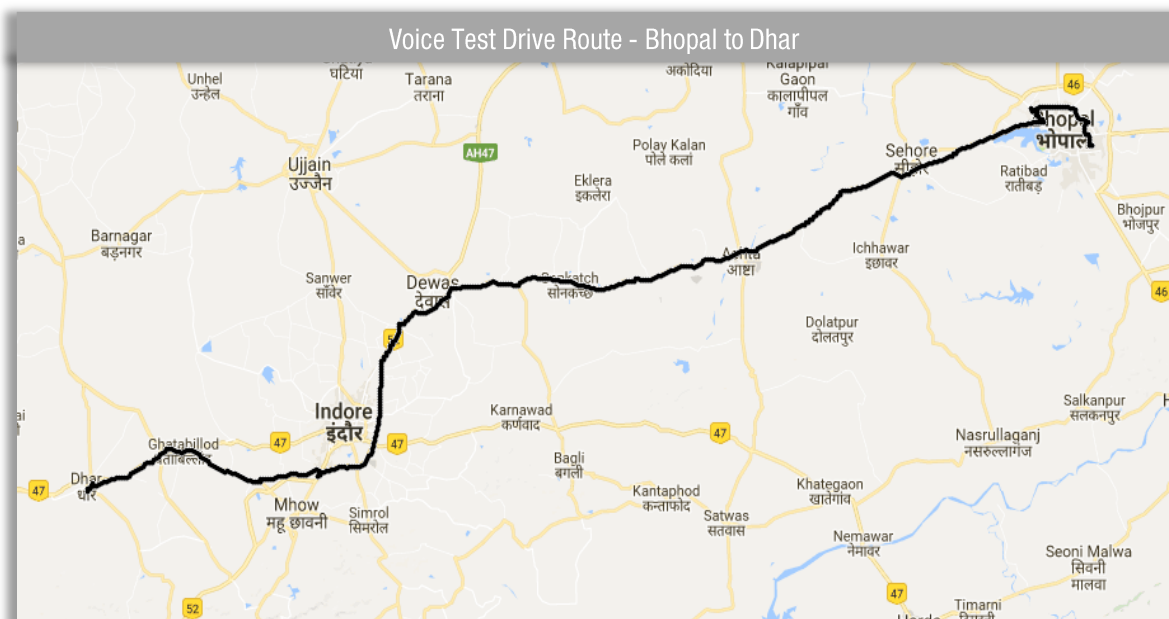 Voice Test Drive Route - Bhopal to Dhar
घटिया
Unhel
उन्हेल
Tarana
तराना
अकोदिया
Kalapipal
Gaon
कालापीपल
गाँव
46
Bhopal
भोपाल
AH47
Polay Kalan
पोले कलां
Sehore
सीहोर
Ujjain
उज्जैन
Ratibad
रातीबड़
Eklera
इकलेरा
Bhojpur
भोजपुर
Barnagar
बड़नगर
Ichhawar
इछावर
Ashta
आष्टा
Sanwer
साँवेर
Dewas
देवास
Sonkatch
सोनकच्छ
46
Dolatpur
दोलतपुर
Salkanpur
सलकनपुर
Indore
इंदौर
Karnawad
कर्णवाद
47
47
47
Nasrullaganj
नसरुल्लागंज
Ghatabillod
घाताबिल्लोद
Bagli
बागली
Dhar
धार
47
Khategaon
खातेगांव
Kantaphod
कन्ताफोद
Mhow
महू छावनी
Simrol
सिमरोल
Satwas
सतवास
Nemawar
नेमावर
Seoni Malwa
सिवनी
मालवा
52
47
Timarni